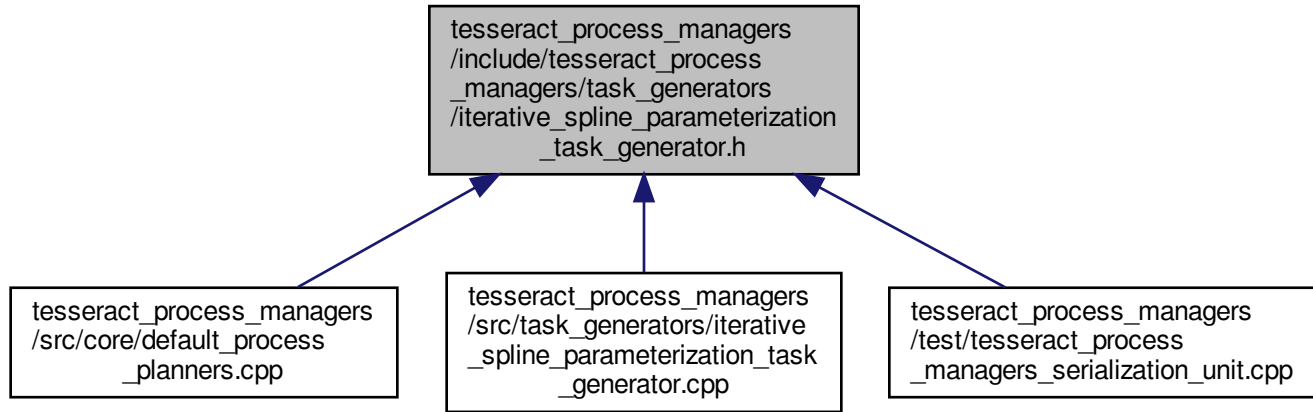 tesseract_process_managers
/include/tesseract_process
_managers/task_generators
/iterative_spline_parameterization
_task_generator.h
tesseract_process_managers
/src/core/default_process
_planners.cpp
tesseract_process_managers
/src/task_generators/iterative
_spline_parameterization_task
_generator.cpp
tesseract_process_managers
/test/tesseract_process
_managers_serialization_unit.cpp